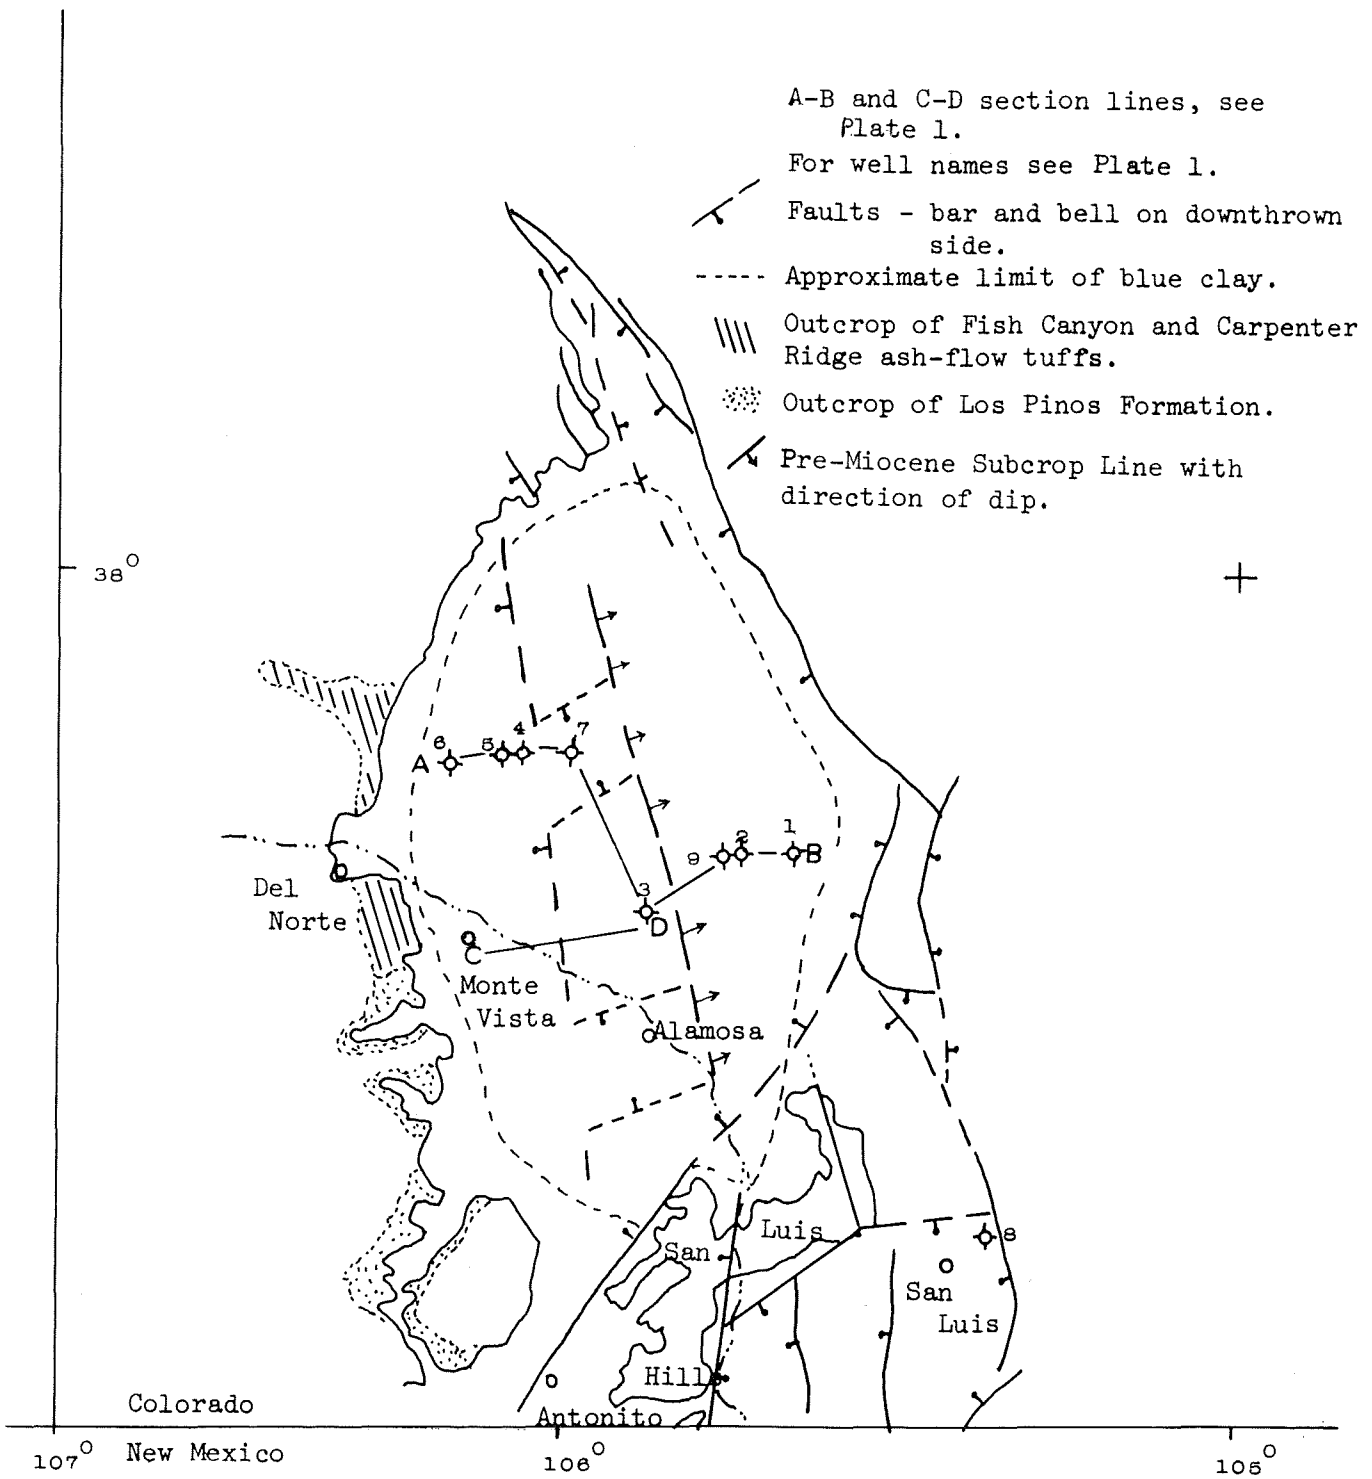 A-B and C-D section lines, see
Plate 1.
For well names see Plate 1.
Faults - bar and bell on downthrown
side.
Approximate limit of blue clay.
Outcrop of Fish Canyon and Carpenter
Ridge ash-flow tuffs.
Outcrop of Los Pinos Formation.
Pre-Miocene Subcrop Line with
direction of dip.
38°
6
5
4
7
A
9
2
1
B
3
D
Del
Norte
C
Monte
Vista
Alamosa
San
Luis
Hills
8
San
Luis
Antonito
Colorado
New Mexico
107°
106°
105°